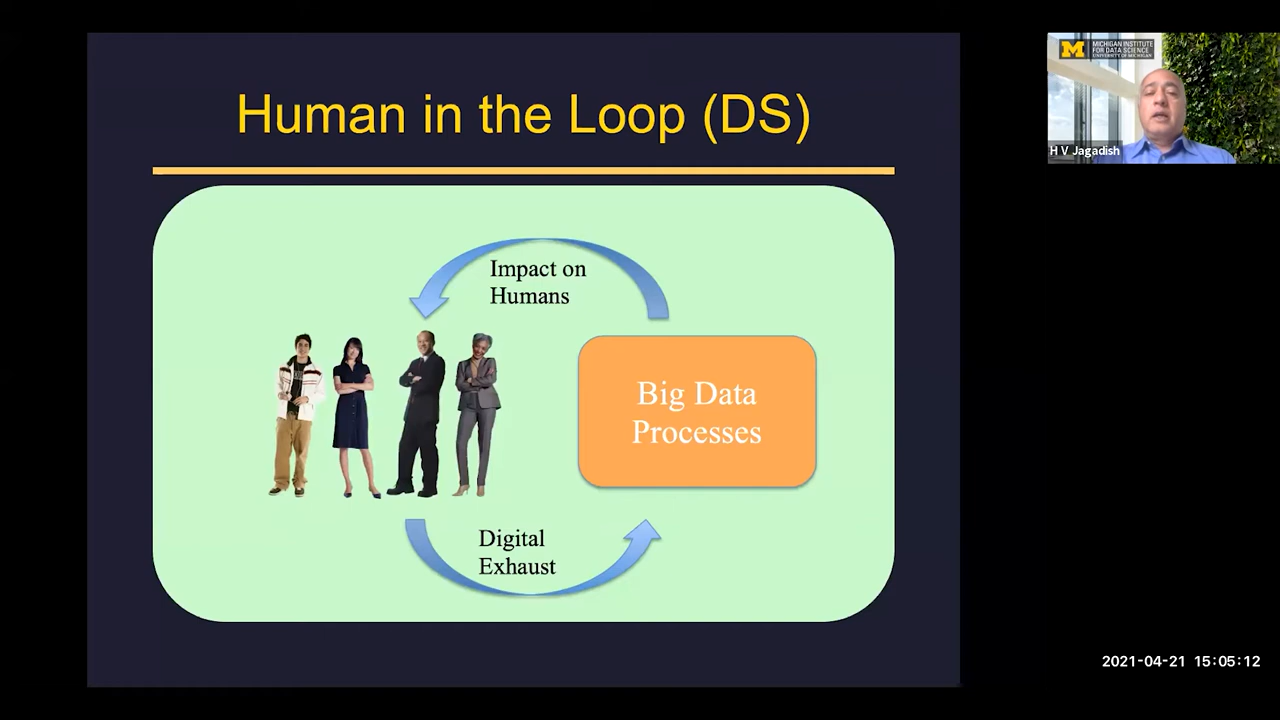 Human in the Loop (DS)
Impact on
Humans
Big Data
Processes
Digital
Exhaust
M
MICHIGAN INSTITUTE
FOR DATA SCIENCE
UNIVERSITY OF MICHIGAN
H V Jagadish
2021-04-21 15:05:12